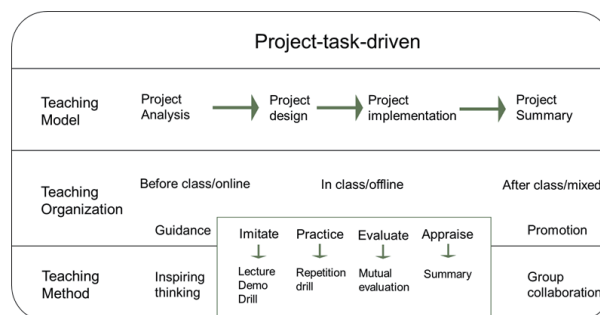 Project-task-driven
Teaching
Model
Project
Analysis
Project
design
Project
implementation
Project
Summary
Teaching
Organization
Before class/online
In class/offline
After class/mixed
Guidance
Imitate
Practice
Evaluate
Appraise
Promotion
Teaching
Method
Inspiring
thinking
Lecture
Demo
Drill
Repetition
drill
Mutual
evaluation
Summary
Group
collaboration